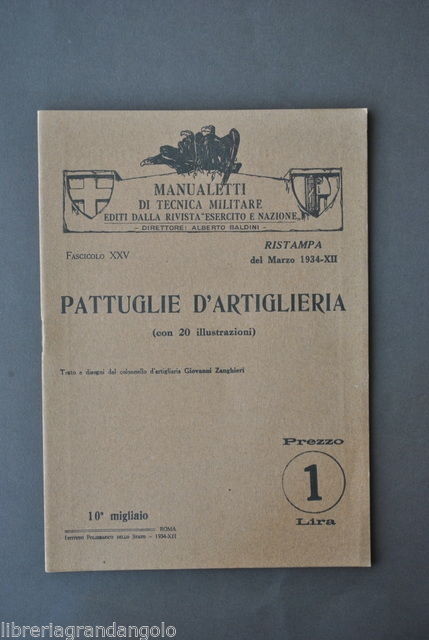 MANUALETTI
DI TECNICA MILITARE
EDITI DALLA RIVISTA "ESERCITO E NAZIONE"
- DIRETTORE: ALBERTO BALDINI -
FASCICOLO XXV
RISTAMPA
del Marzo 1934-XII
PATTUGLIE D'ARTIGLIERIA
(con 20 illustrazioni)
Testo e disegni del colonnello d'artiglieria Giovanni Zanghieri
Prezzo
1
Lira
10° migliaio
ROMA
ISTITUTO POLIGRAFICO DELLO STATO - 1934-XII
libreriagrandangolo